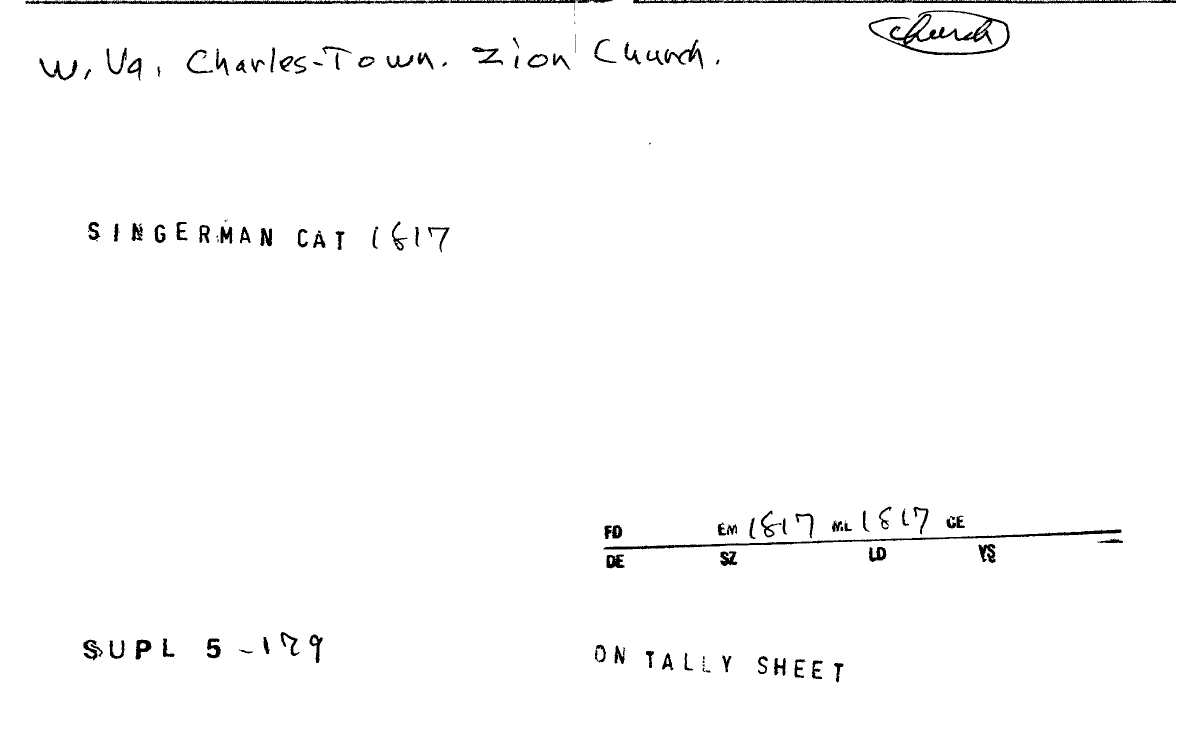 church
W. Va. Charles-Town. Zion Church.
SINGERMAN CAT 1817
FD EM 1817 ML 1817 CE
DE SZ LD VS
SUPL 5-179
ON TALLY SHEET